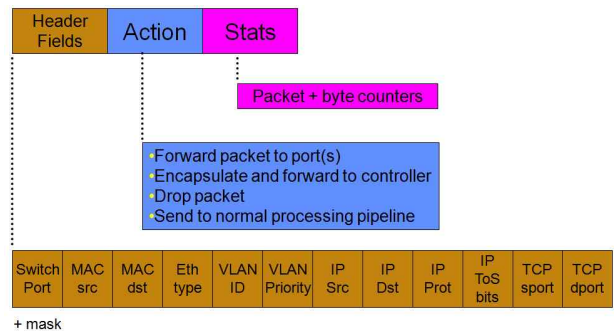 Header Fields
Action
Stats
Packet + byte counters
•Forward packet to port(s)
•Encapsulate and forward to controller
•Drop packet
•Send to normal processing pipeline
Switch Port
MAC src
MAC dst
Eth type
VLAN ID
VLAN Priority
IP Src
IP Dst
IP Prot
IP ToS bits
TCP sport
TCP dport
+ mask